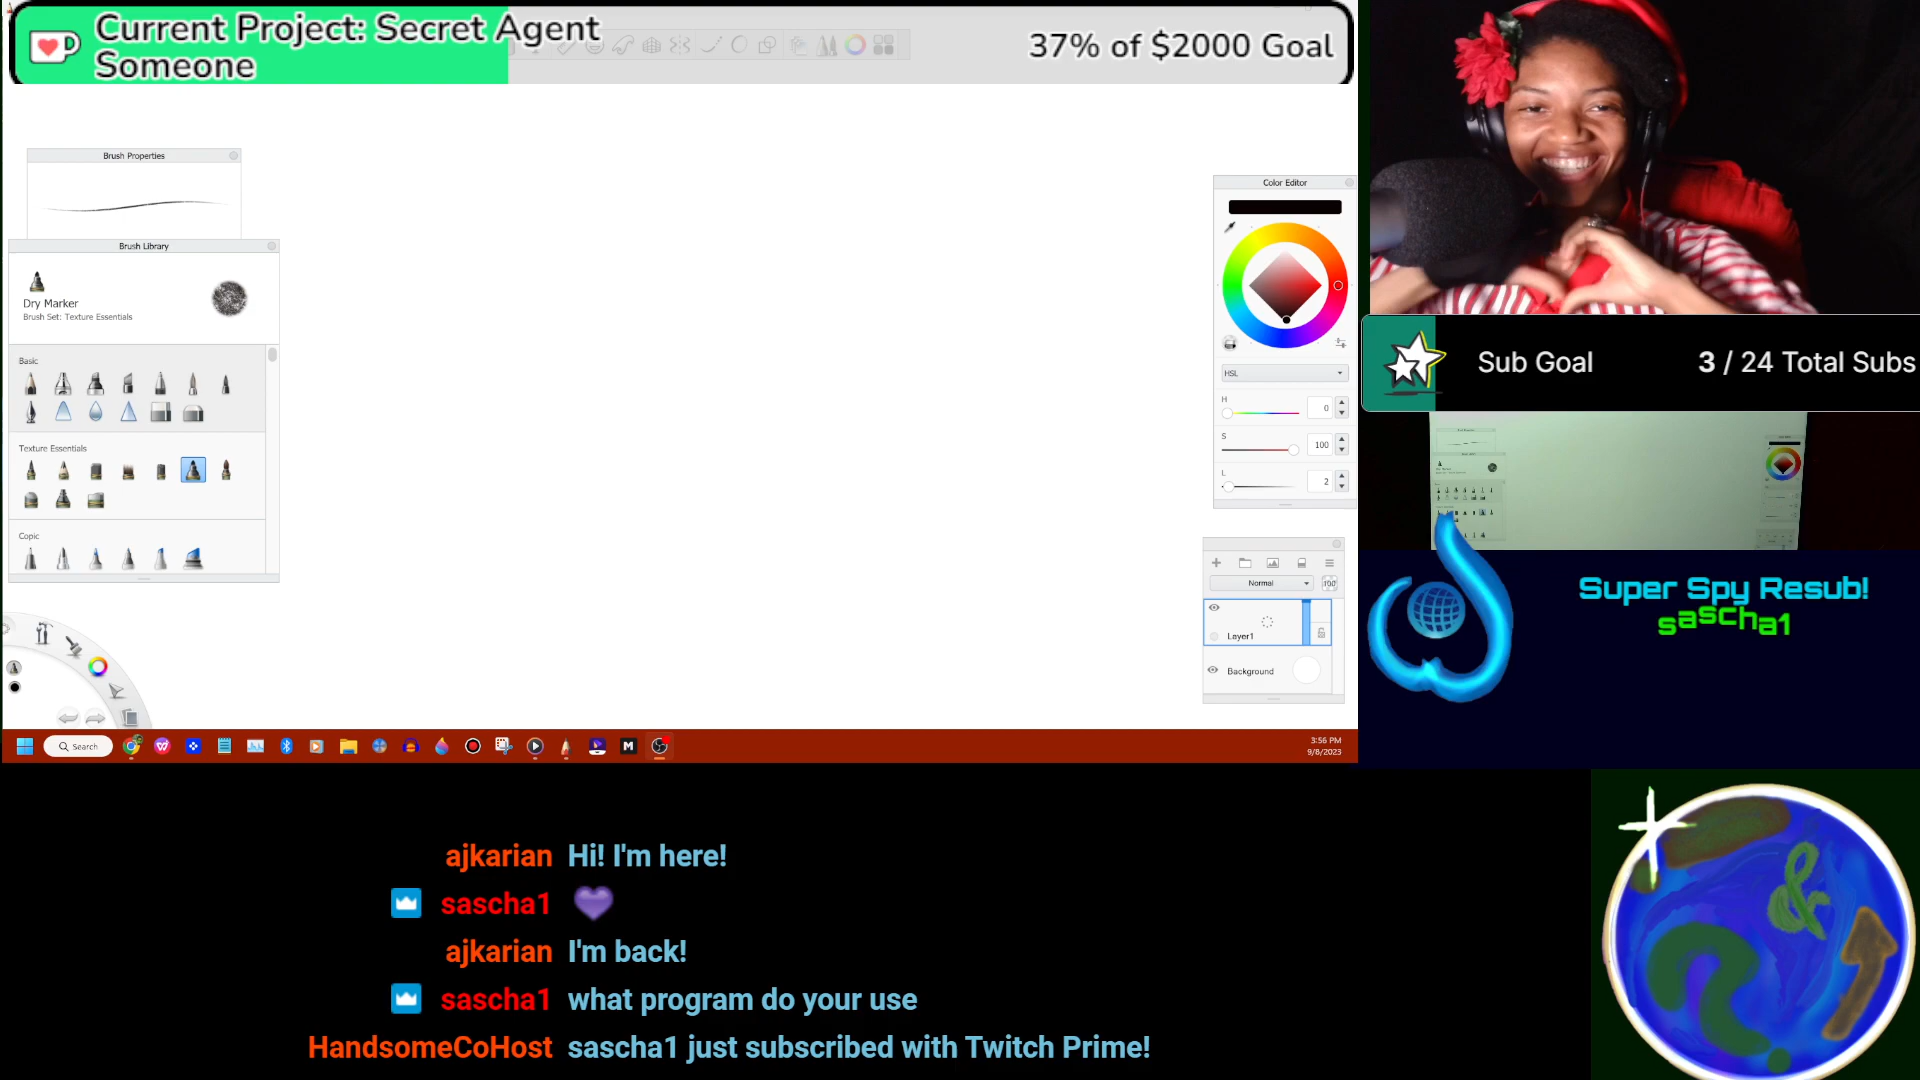 Current Project: Secret Agent
Someone
37% of $2000 Goal
Brush Properties
Brush Library
Dry Marker
Brush Set: Texture Essentials
Basic
Texture Essentials
Copic
Color Editor
HSL
H
0
S
100
L
2
Normal
100
Layer1
Background
Search
M
3:56 PM
9/8/2023
Sub Goal
3 / 24 Total Subs
Super Spy Resub!
sascha1
ajkarian Hi! I'm here!
sascha1 💜
ajkarian I'm back!
sascha1 what program do your use
HandsomeCoHost sascha1 just subscribed with Twitch Prime!
&